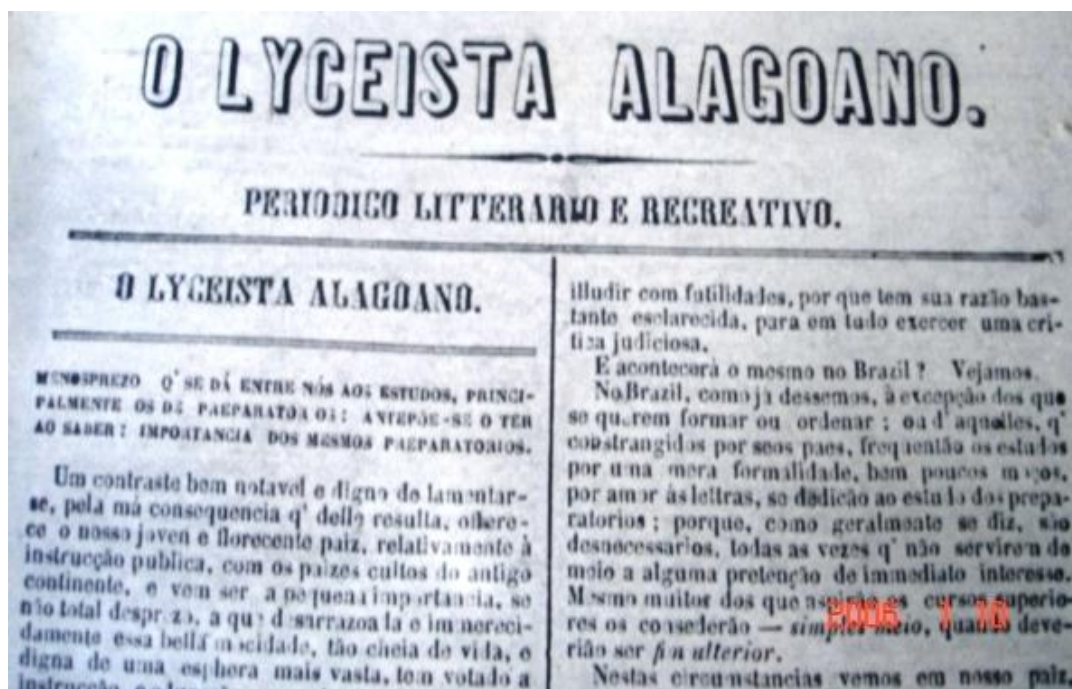 O LYCEISTA ALAGOANO.
PERIODICO LITTERARIO E RECREATIVO.
O LYCEISTA ALAGOANO.
MENOSPREZO Q' SE DÁ ENTRE NÓS AOS ESTUDOS, PRINCI-
PALMENTE OS DE PAEPARATOA OS: ANTEPÕE-SE O TER
AO SABER: IMPOATANCIA DOS MESMOS PAEPARATORIOS.
Um contraste bem notavel e digno de lamentar-
se, pela má consequencia q' delle resulta, offere-
ce o nosso joven e florecente paiz, relativamente à
instrucção publica, com os paizes cultos do antigo
continente, e vem ser a pequena importancia, se
não total desprezo, a que desarrazoada e immereci-
damente essa bella mocidade, tão cheia de vida, e
digna de uma esphera mais vasta, tem votado a
illudir com futilidades, por que tem sua razão bas-
tante esclarecida, para em tudo exercer uma cri-
tica judiciosa.
E acontecerá o mesmo no Brazil ? Vejamos.
No Brazil, como já dessemos, à excepção dos que
se querem formar ou ordenar ; ou d'aquelles, q'
constrangidos por seos paes, frequentão os estudos
por uma mera formalidade, bem poucos moços,
por amor ás lettras, se dedicão ao estudo dos prepa-
ratorios ; porque, como geralmente se diz, são
desnecessarios, todas as vezes q' não servirem de
meio a alguma pretenção de immediato interesse.
Mesmo muitor dos que cursos superio-
res os consederão — simples meio, deve-
rião ser fin ulterior.
Nestas circumstancias vemos em nosso paiz,
2006 1 10